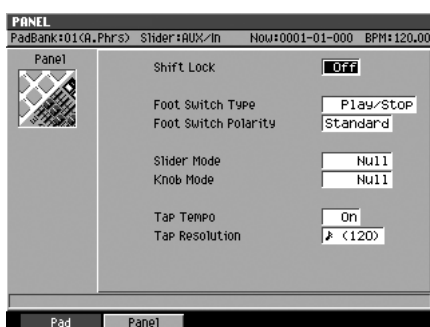 PANEL
PadBank:01(A.Phrs) Slider:AUX/In Now:0001-01-000 BPM:120.00
Panel
Shift Lock Off
Foot Switch Type Play/Stop
Foot Switch Polarity Standard
Slider Mode Null
Knob Mode Null
Tap Tempo On
Tap Resolution ♪ (120)
Pad Panel